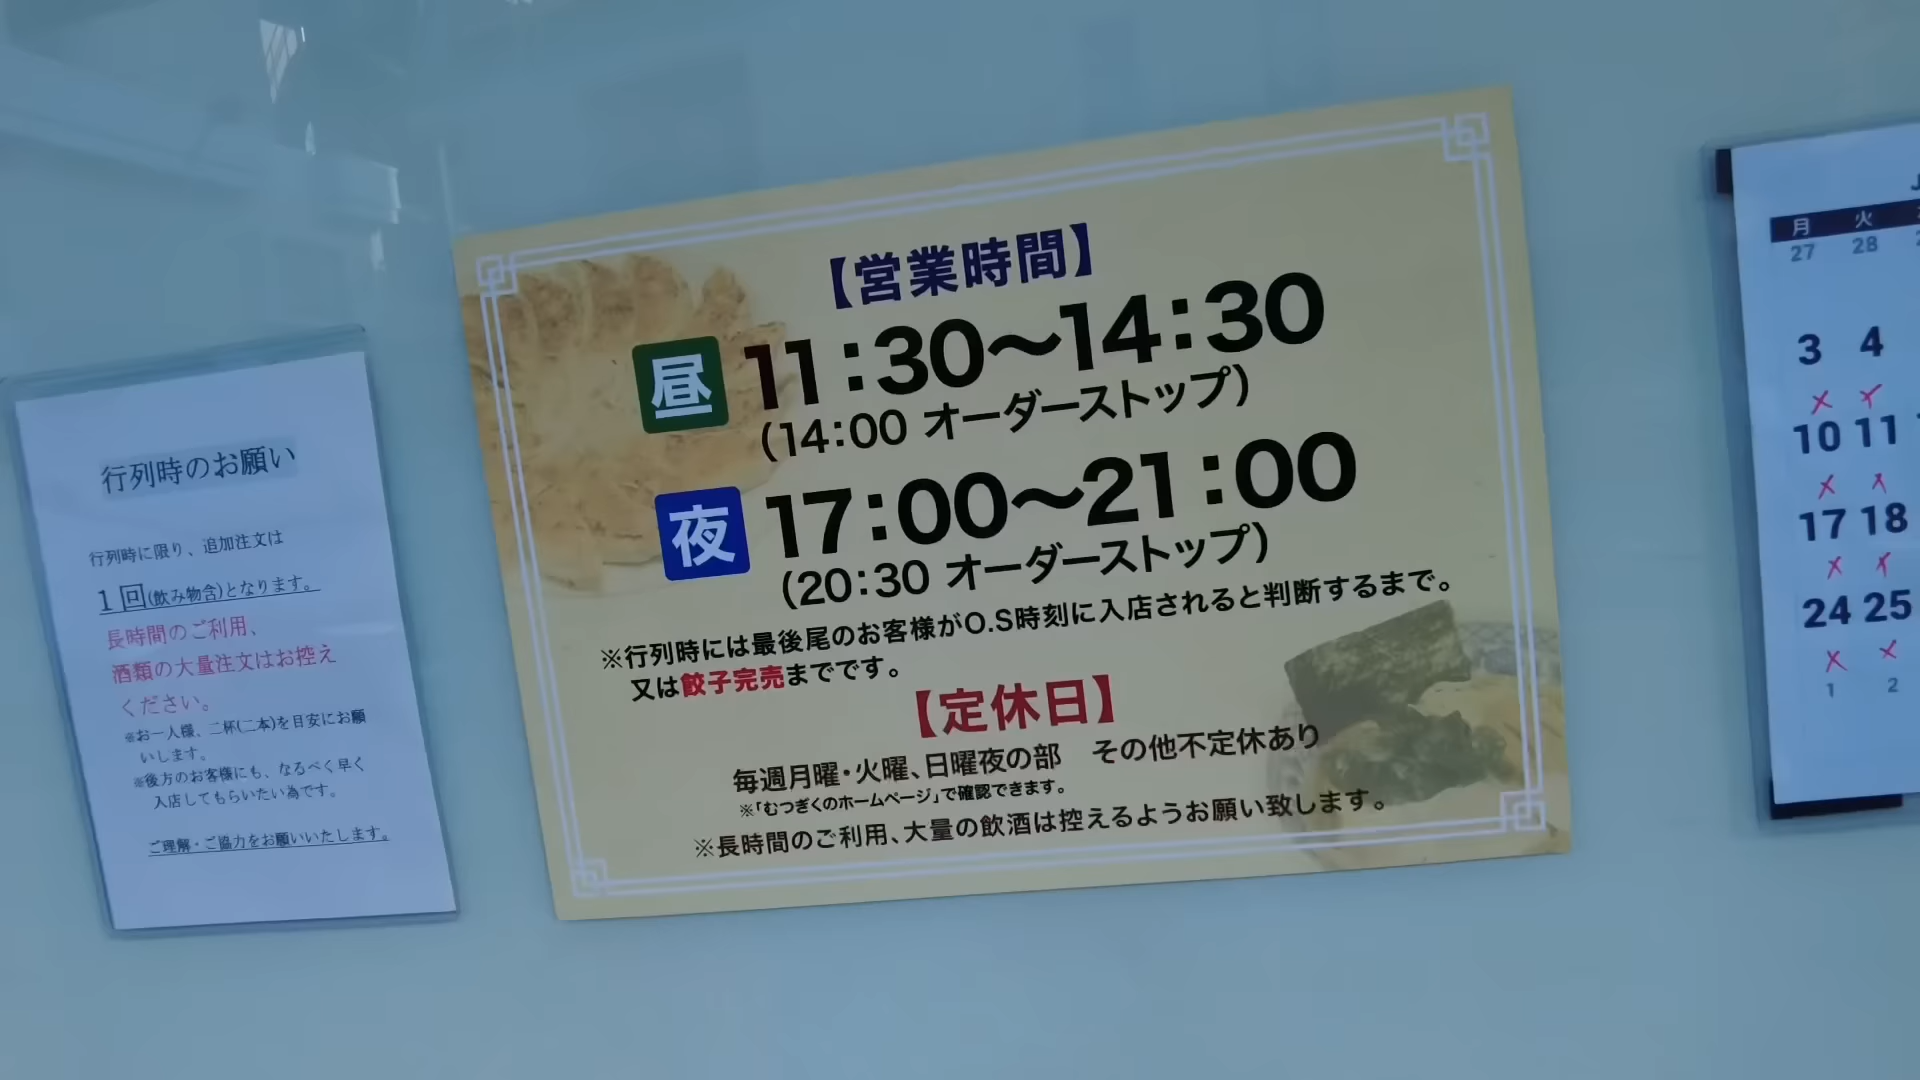 行列時のお願い
行列時に限り、追加注文は
1回(飲み物含)となります。
長時間のご利用、
酒類の大量注文はお控え
ください。
※お一人様、二杯(二本)を目安にお願
いします。
※後方のお客様にも、なるべく早く
入店してもらいたい為です。
ご理解・ご協力をお願いいたします。
【営業時間】
昼 11:30〜14:30
(14:00 オーダーストップ)
夜 17:00〜21:00
(20:30 オーダーストップ)
※行列時には最後尾のお客様がO.S時刻に入店されると判断するまで。
又は餃子完売までです。
【定休日】
毎週月曜・火曜、日曜夜の部 その他不定休あり
※「むつぎくのホームページ」で確認できます。
※長時間のご利用、大量の飲酒は控えるようお願い致します。
月 火
27 28
3 4
10 11
17 18
24 25
1 2